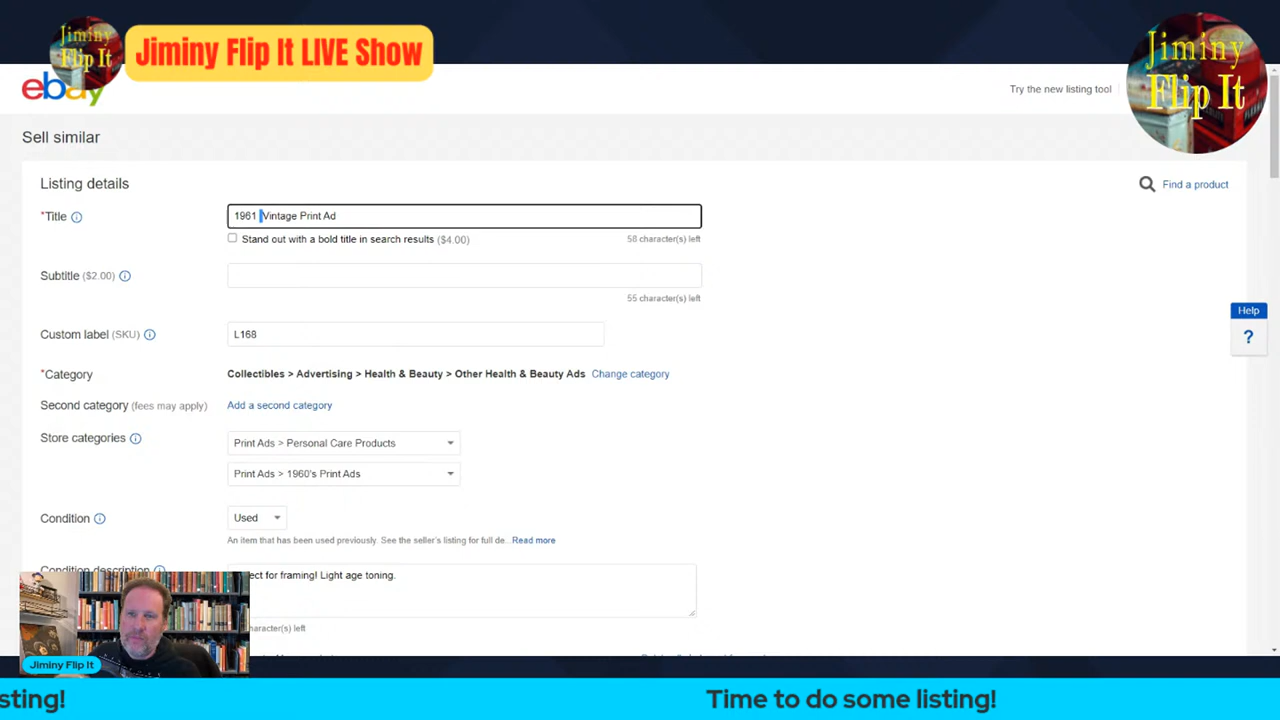 Jiminy
Flip It
Jiminy Flip It LIVE Show
Jiminy
Flip It
ebay
Try the new listing tool
Sell similar
Listing details
Find a product
*Title
1961 Vintage Print Ad
Stand out with a bold title in search results ($4.00)
58 character(s) left
Subtitle ($2.00)
55 character(s) left
Help
?
Custom label (SKU)
L168
*Category
Collectibles > Advertising > Health & Beauty > Other Health & Beauty Ads Change category
Second category (fees may apply)
Add a second category
Store categories
Print Ads > Personal Care Products
Print Ads > 1960's Print Ads
Condition
Used
An item that has been used previously. See the seller's listing for full de... Read more
Condition description
ect for framing! Light age toning.
haracter(s) left
Jiminy Flip It
sting!
Time to do some listing!